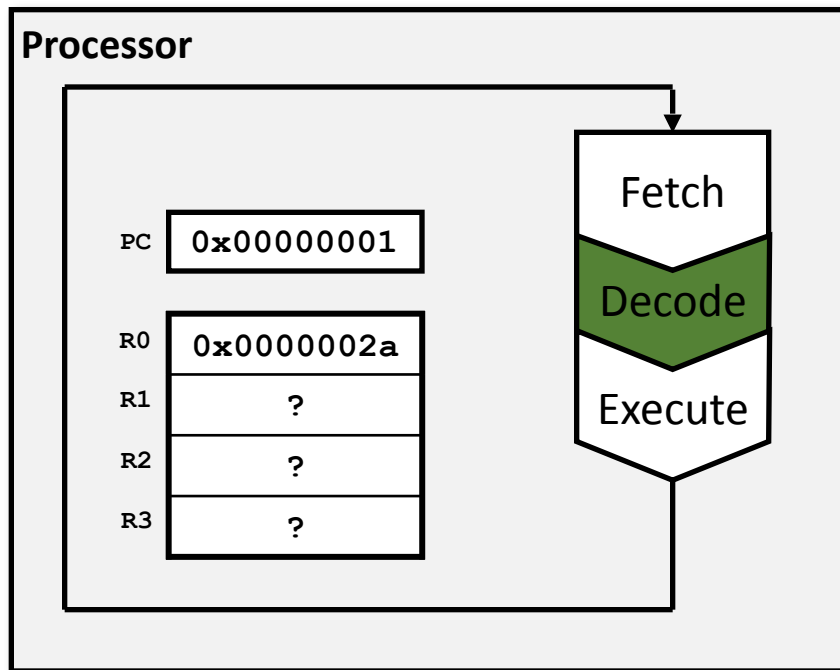 Processor
Fetch
PC 0x00000001
Decode
R0 0x0000002a
R1 ?
Execute
R2 ?
R3 ?